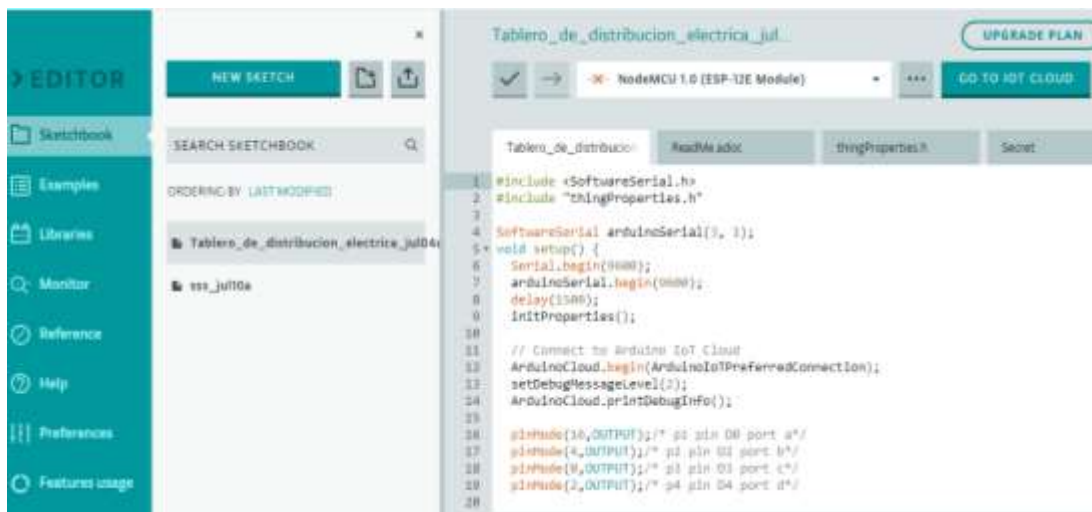 EDITOR
Sketchbook
Examples
Libraries
Monitor
Reference
Help
Preferences
Features usage
×
NEW SKETCH
SEARCH SKETCHBOOK
ORDERING BY LAST MODIFIED
Tablero_de_distribucion_electrica_jul04a
sss_jul10a
Tablero_de_distribucion_electrica_jul...
UPGRADE PLAN
NodeMCU 1.0 (ESP-12E Module)
GO TO IOT CLOUD
Tablero_de_distribucion
ReadMe.adoc
thingProperties.h
Secret
1 #include <SoftwareSerial.h>
2 #include "thingProperties.h"
3
4 SoftwareSerial arduinoSerial(3, 1);
5 void setup() {
6 Serial.begin(9600);
7 arduinoSerial.begin(9600);
8 delay(1500);
9 initProperties();
10
11 // Connect to Arduino IoT Cloud
12 ArduinoCloud.begin(ArduinoIoTPreferredConnection);
13 setDebugMessageLevel(2);
14 ArduinoCloud.printDebugInfo();
15
16 pinMode(16,OUTPUT);/* p1 pin D0 port a*/
17 pinMode(4,OUTPUT);/* p2 pin D2 port b*/
18 pinMode(0,OUTPUT);/* p3 pin D3 port c*/
19 pinMode(2,OUTPUT);/* p4 pin D4 port d*/
20